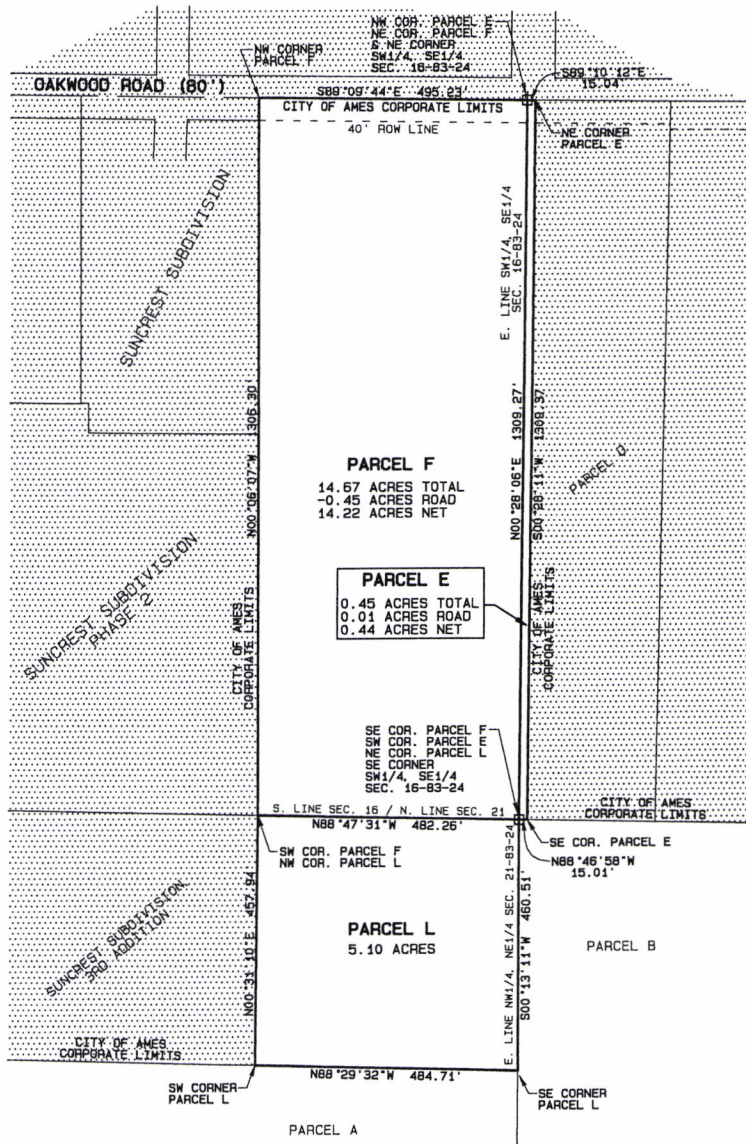 NW COR. PARCEL E
NE COR. PARCEL F
& NE CORNER
SW1/4, SE1/4
SEC. 16-83-24
NW CORNER
PARCEL F
S89°10'12"E
15.04'
OAKWOOD ROAD (80')
S89°09'44"E 495.23'
CITY OF AMES CORPORATE LIMITS
40' ROW LINE
NE CORNER
PARCEL E
SUNCREST SUBDIVISION
E. LINE SW1/4, SE1/4
SEC. 16-83-24
N00°06'07"W 1306.30'
N00°28'06"E 1309.27'
S00°28'11"W 1309.37'
PARCEL D
PARCEL F
14.67 ACRES TOTAL
-0.45 ACRES ROAD
14.22 ACRES NET
PARCEL E
0.45 ACRES TOTAL
0.01 ACRES ROAD
0.44 ACRES NET
SUNCREST SUBDIVISION
PHASE 2
CITY OF AMES
CORPORATE LIMITS
CITY OF AMES
CORPORATE LIMITS
SE COR. PARCEL F
SW COR. PARCEL E
NE COR. PARCEL L
SE CORNER
SW1/4, SE1/4
SEC. 16-83-24
S. LINE SEC. 16 / N. LINE SEC. 21
N88°47'31"W 482.26'
CITY OF AMES
CORPORATE LIMITS
SW COR. PARCEL F
NW COR. PARCEL L
SE COR. PARCEL E
N88°46'58"W
15.01'
SUNCREST SUBDIVISION,
3RD ADDITION
N00°31'10"E 457.94'
PARCEL L
5.10 ACRES
E. LINE NW1/4, NE1/4 SEC. 21-83-24
S00°13'11"W 460.51'
PARCEL B
CITY OF AMES
CORPORATE LIMITS
N88°29'32"W 484.71'
SW CORNER
PARCEL L
SE CORNER
PARCEL L
PARCEL A